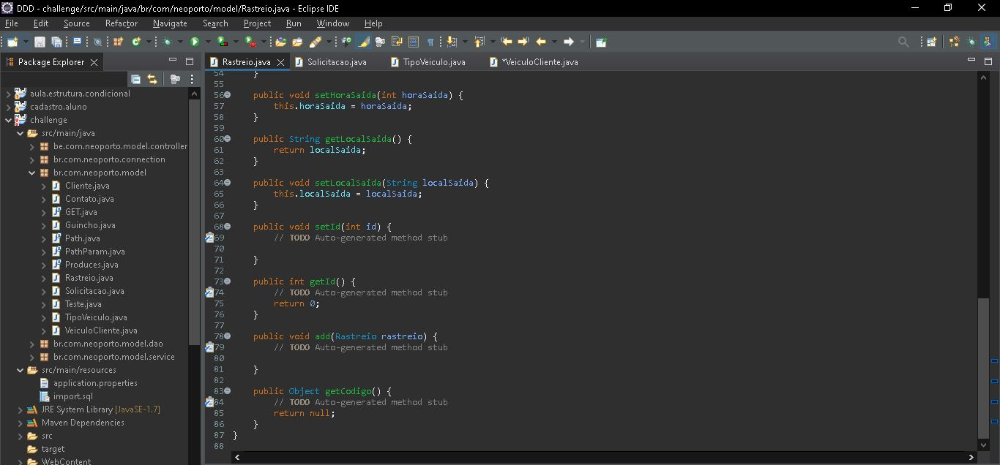 DDD - challenge/src/main/java/br/com/neoporto/model/Rastreio.java - Eclipse IDE
File Edit Source Refactor Navigate Search Project Run Window Help
Package Explorer
Rastreio.java Solicitacao.java TipoVeiculo.java *VeiculoCliente.java
aula.estrutura.condicional
cadastro.aluno
challenge
src/main/java
be.com.neoporto.model.controller
br.com.neoporto.connection
br.com.neoporto.model
Cliente.java
Contato.java
GET.java
Guincho.java
Path.java
PathParam.java
Produces.java
Rastreio.java
Solicitacao.java
Teste.java
TipoVeiculo.java
VeiculoCliente.java
br.com.neoporto.model.dao
br.com.neoporto.model.service
src/main/resources
application.properties
import.sql
JRE System Library [JavaSE-1.7]
Maven Dependencies
src
target
WebContent
54 }
55
56 public void setHoraSaida(int horaSaida) {
57 this.horaSaida = horaSaida;
58 }
59
60 public String getLocalSaida() {
61 return localSaida;
62 }
63
64 public void setLocalSaida(String localSaida) {
65 this.localSaida = localSaida;
66 }
67
68 public void setId(int id) {
69 // TODO Auto-generated method stub
70
71 }
72
73 public int getId() {
74 // TODO Auto-generated method stub
75 return 0;
76 }
77
78 public void add(Rastreio rastreio) {
79 // TODO Auto-generated method stub
80
81 }
82
83 public Object getCodigo() {
84 // TODO Auto-generated method stub
85 return null;
86 }
87 }
88